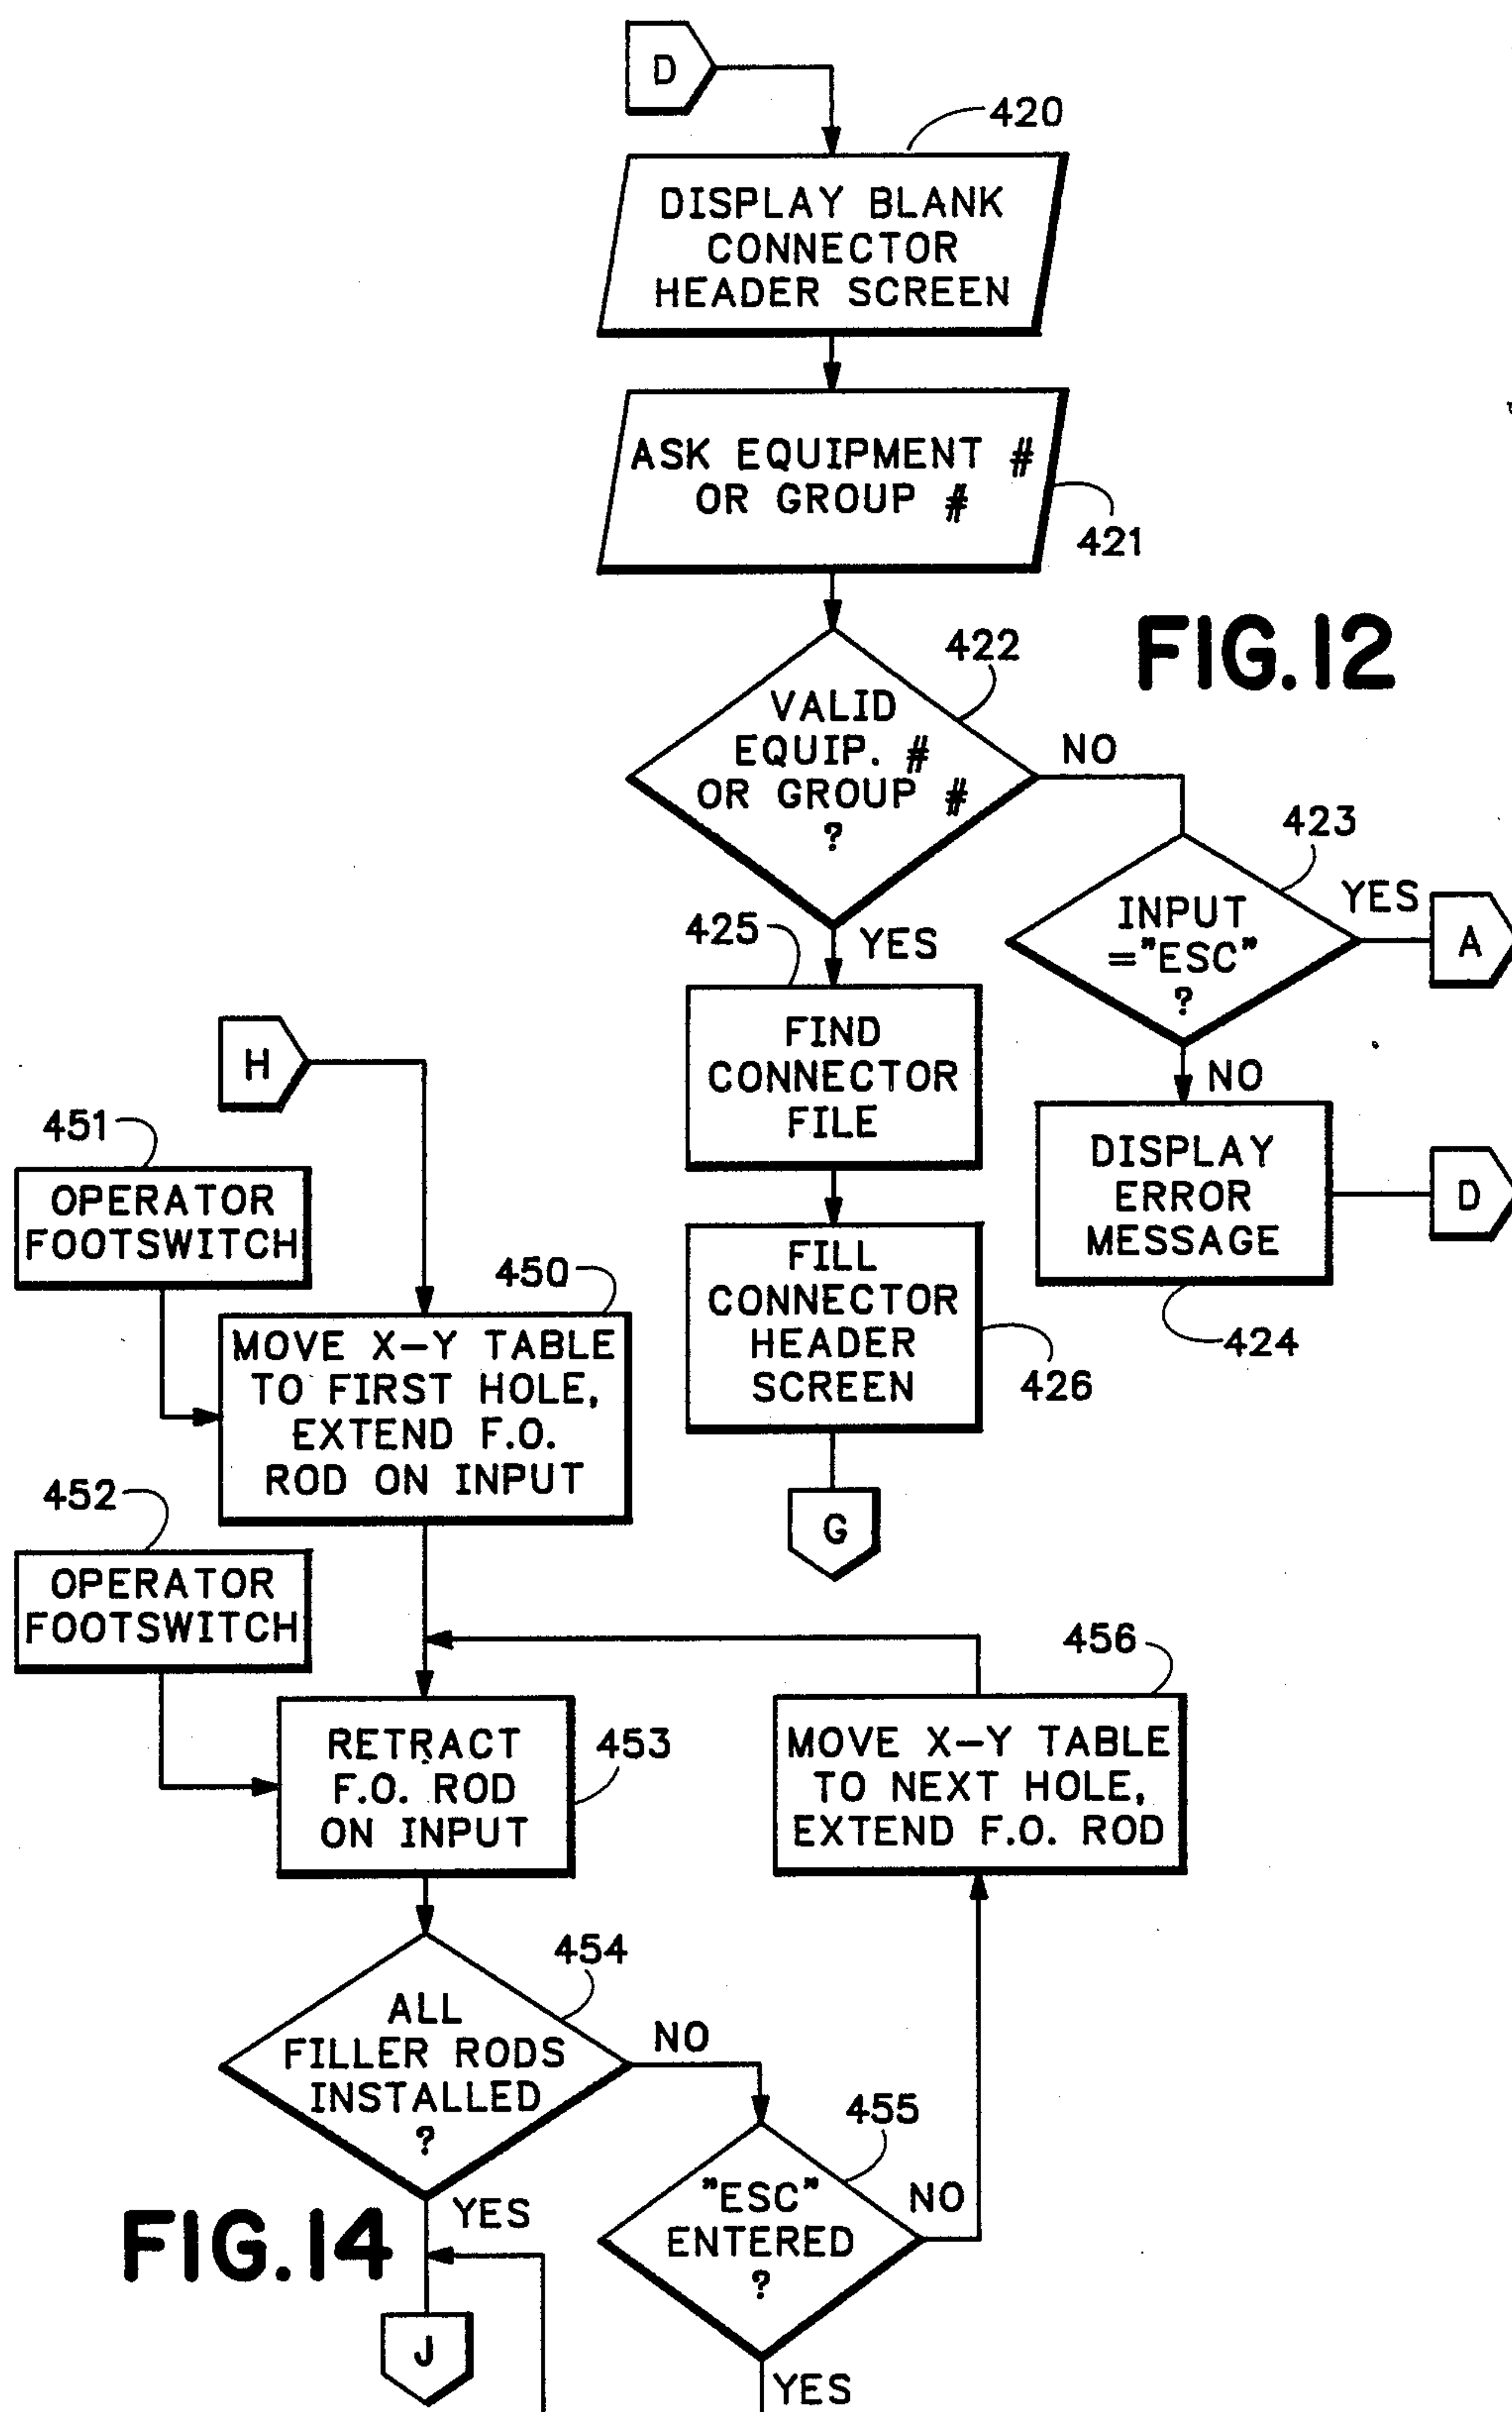 D
420
DISPLAY BLANK
CONNECTOR
HEADER SCREEN
ASK EQUIPMENT #
OR GROUP #
421
FIG.12
422
VALID
EQUIP. #
OR GROUP #
?
NO
423
INPUT
="ESC"
?
YES
A
425
YES
FIND
CONNECTOR
FILE
NO
DISPLAY
ERROR
MESSAGE
D
424
FILL
CONNECTOR
HEADER
SCREEN
426
G
H
451
OPERATOR
FOOTSWITCH
450
MOVE X-Y TABLE
TO FIRST HOLE,
EXTEND F.O.
ROD ON INPUT
452
OPERATOR
FOOTSWITCH
RETRACT
F.O. ROD
ON INPUT
453
456
MOVE X-Y TABLE
TO NEXT HOLE,
EXTEND F.O. ROD
454
ALL
FILLER RODS
INSTALLED
?
NO
455
"ESC"
ENTERED
?
NO
YES
FIG.14
J
YES